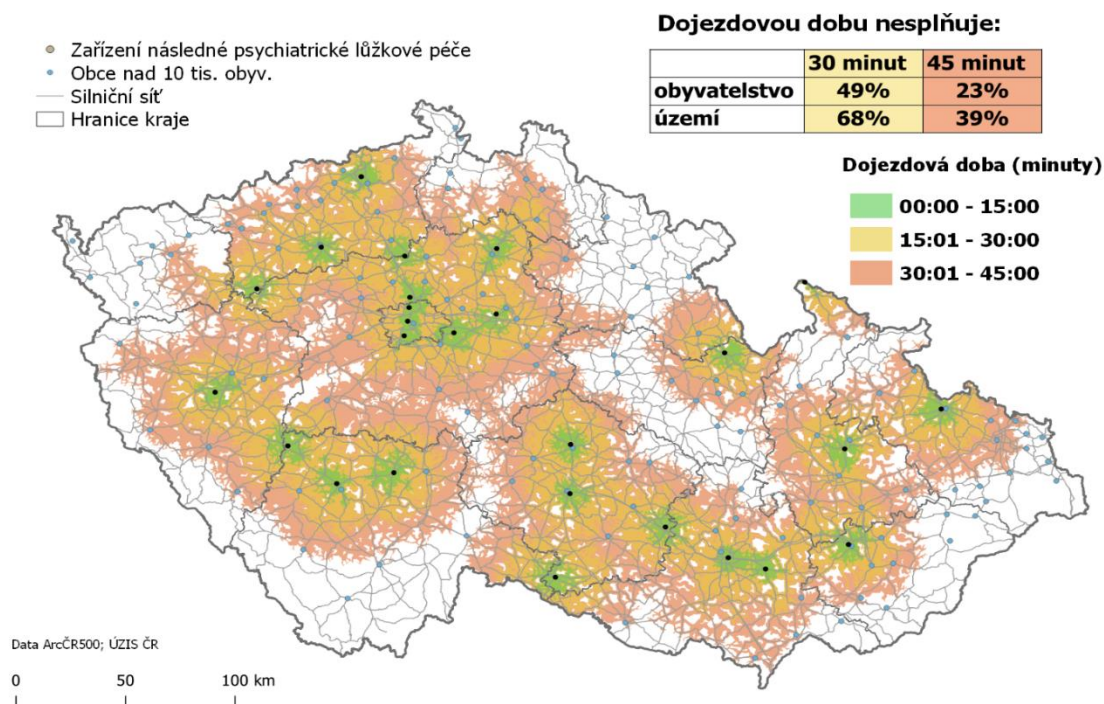 Dojezdovou dobu nesplňuje:
30 minut 45 minut
obyvatelstvo 49% 23%
území 68% 39%
Zařízení následné psychiatrické lůžkové péče
Obce nad 10 tis. obyv.
Silniční síť
Hranice kraje
Dojezdová doba (minuty)
00:00 - 15:00
15:01 - 30:00
30:01 - 45:00
Data ArcČR500; ÚZIS ČR
0 50 100 km